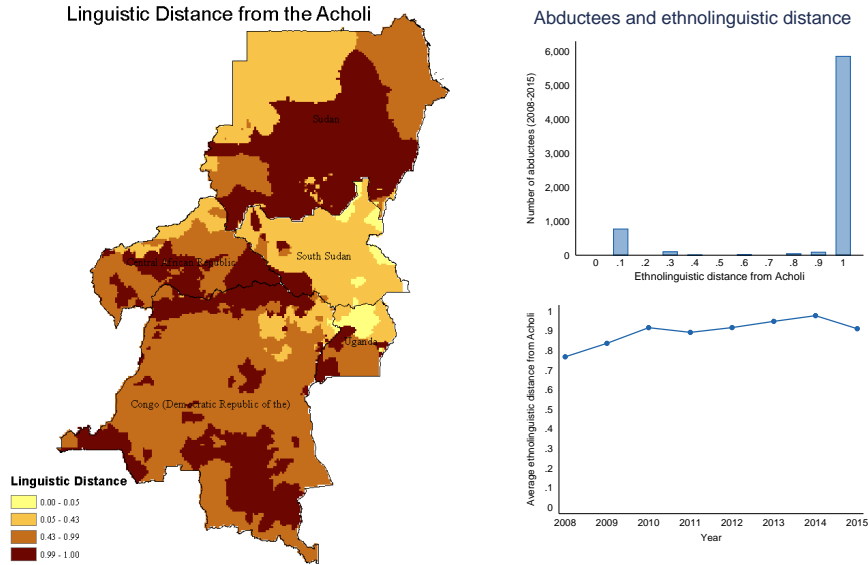 Linguistic Distance from the Acholi
Sudan
Central African Republic
South Sudan
Uganda
Congo (Democratic Republic of the)
Linguistic Distance
0.00 - 0.05
0.05 - 0.43
0.43 - 0.99
0.99 - 1.00
Abductees and ethnolinguistic distance
Number of abductees (2008-2015)
6,000
5,000
4,000
3,000
2,000
1,000
0
0 .1 .2 .3 .4 .5 .6 .7 .8 .9 1
Ethnolinguistic distance from Acholi
Average ethnolinguistic distance from Acholi
1
.9
.8
.7
.6
.5
.4
.3
.2
.1
0
2008 2009 2010 2011 2012 2013 2014 2015
Year